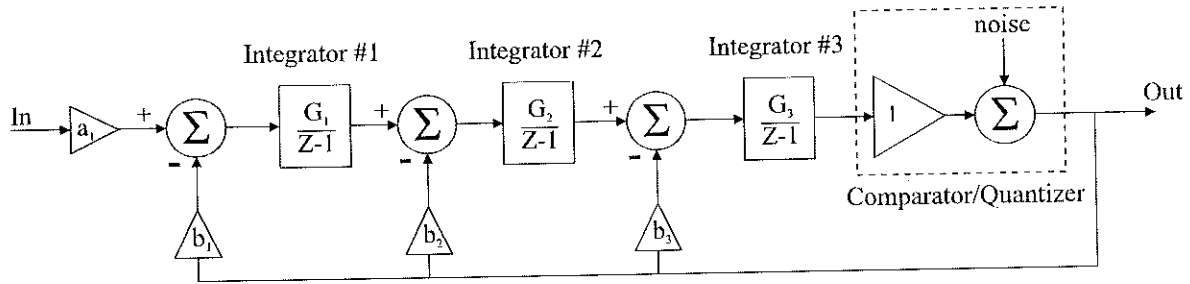 Integrator #1
Integrator #2
Integrator #3
noise
In
a₁
+
Σ
-
G₁
Z-1
+
Σ
-
G₂
Z-1
+
Σ
-
G₃
Z-1
1
Σ
Out
Comparator/Quantizer
b₁
b₂
b₃